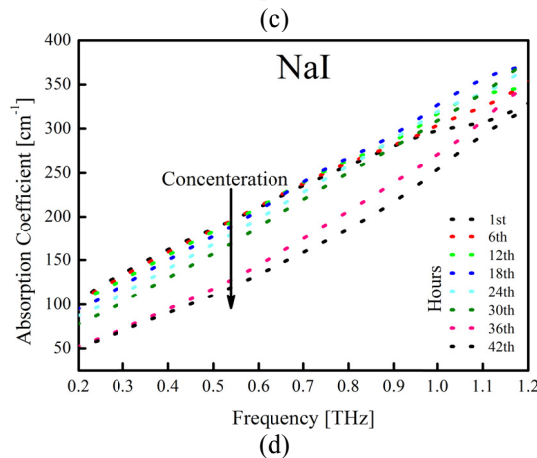 (c)
NaI
400
350
300
250
200
150
100
50
Absorption Coefficient [cm⁻¹]
Concenteration
Hours
1st
6th
12th
18th
24th
30th
36th
42th
0.2 0.3 0.4 0.5 0.6 0.7 0.8 0.9 1.0 1.1 1.2
Frequency [THz]
(d)